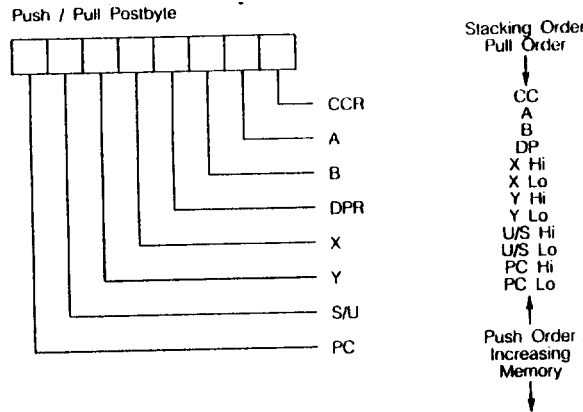 Push / Pull Postbyte
CCR
A
B
DPR
X
Y
S/U
PC
Stacking Order
Pull Order
CC
A
B
DP
X Hi
X Lo
Y Hi
Y Lo
U/S Hi
U/S Lo
PC Hi
PC Lo
Push Order
Increasing
Memory